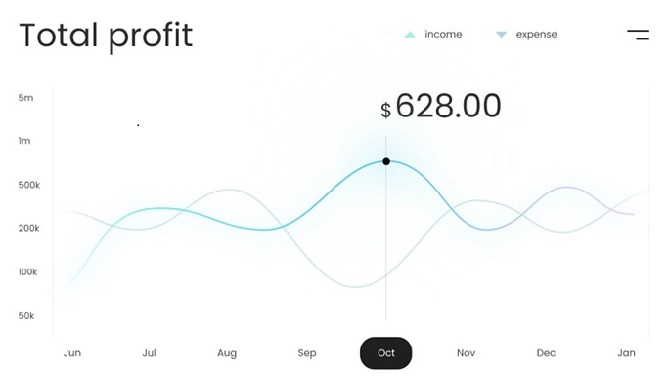 Total profit
income
expense
$628.00
5m
1m
500k
200k
100k
50k
Jun Jul Aug Sep Oct Nov Dec Jan